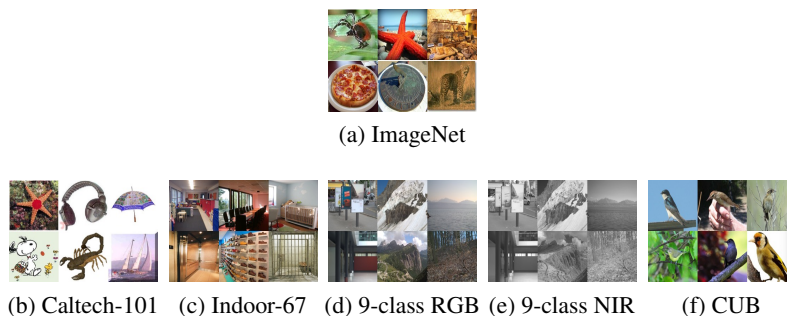 (a) ImageNet
(b) Caltech-101
(c) Indoor-67
(d) 9-class RGB
(e) 9-class NIR
(f) CUB